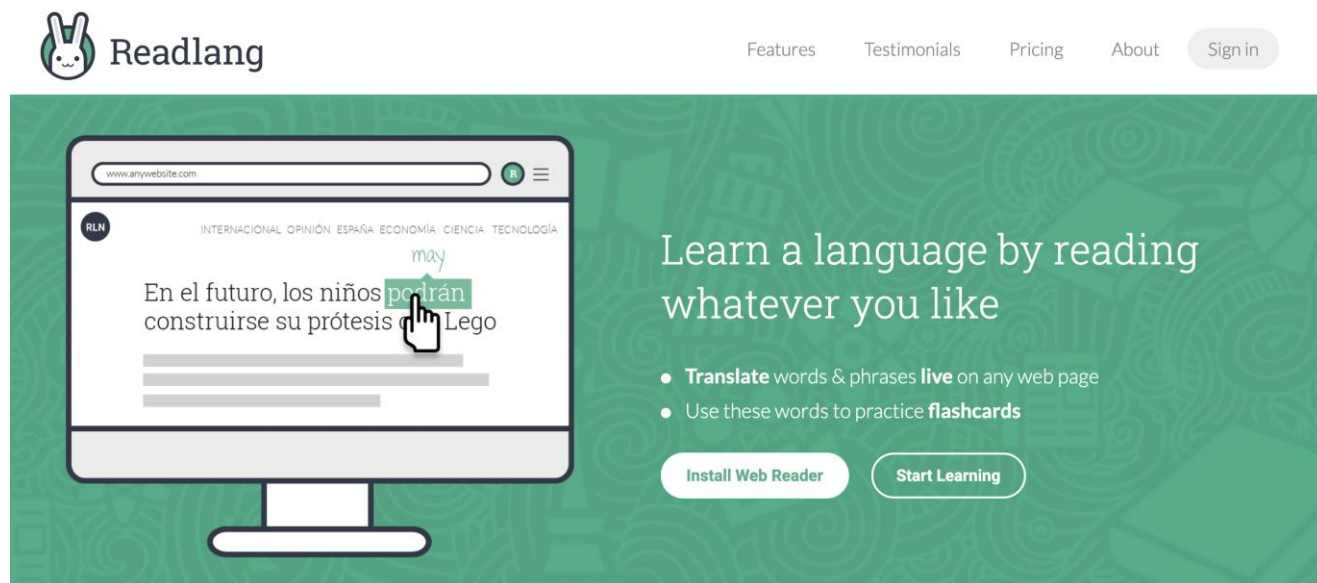 Readlang
Features Testimonials Pricing About Sign in
www.anywebsite.com R
RLN
INTERNACIONAL OPINIÓN ESPAÑA ECONOMÍA CIENCIA TECNOLOGÍA
may
En el futuro, los niños podrán
construirse su prótesis Lego
Learn a language by reading
whatever you like
Translate words & phrases live on any web page
Use these words to practice flashcards
Install Web Reader Start Learning